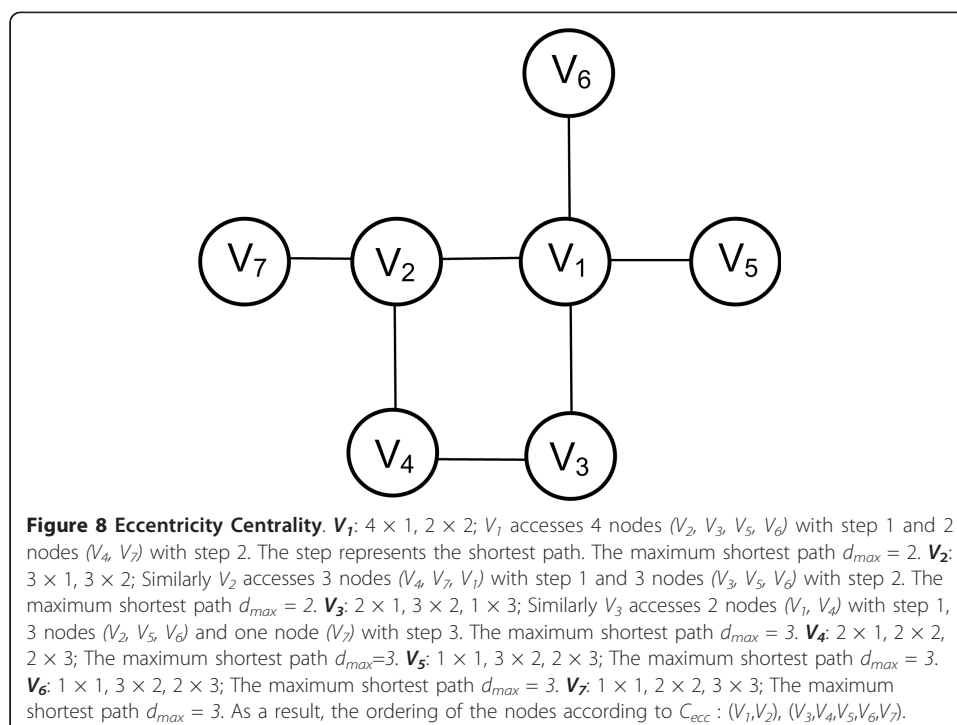 V₆
V₇ V₂ V₁ V₅
V₄ V₃
Figure 8 Eccentricity Centrality. V₁: 4 × 1, 2 × 2; V₁ accesses 4 nodes (V₂, V₃, V₅, V₆) with step 1 and 2
nodes (V₄, V₇) with step 2. The step represents the shortest path. The maximum shortest path d_max = 2. V₂:
3 × 1, 3 × 2; Similarly V₂ accesses 3 nodes (V₄, V₇, V₁) with step 1 and 3 nodes (V₃, V₅, V₆) with step 2. The
maximum shortest path d_max = 2. V₃: 2 × 1, 3 × 2, 1 × 3; Similarly V₃ accesses 2 nodes (V₁, V₄) with step 1,
3 nodes (V₂, V₅, V₆) and one node (V₇) with step 3. The maximum shortest path d_max = 3. V₄: 2 × 1, 2 × 2,
2 × 3; The maximum shortest path d_max=3. V₅: 1 × 1, 3 × 2, 2 × 3; The maximum shortest path d_max = 3.
V₆: 1 × 1, 3 × 2, 2 × 3; The maximum shortest path d_max = 3. V₇: 1 × 1, 2 × 2, 3 × 3; The maximum
shortest path d_max = 3. As a result, the ordering of the nodes according to C_ecc : (V₁,V₂), (V₃,V₄,V₅,V₆,V₇).